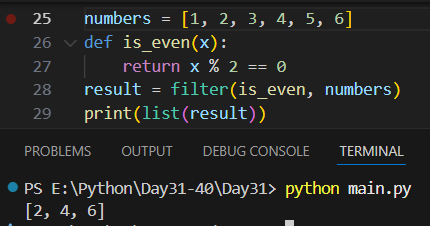 25 numbers = [1, 2, 3, 4, 5, 6]
26 def is_even(x):
27     return x % 2 == 0
28 result = filter(is_even, numbers)
29 print(list(result))
PROBLEMS OUTPUT DEBUG CONSOLE TERMINAL
PS E:\Python\Day31-40\Day31> python main.py
[2, 4, 6]